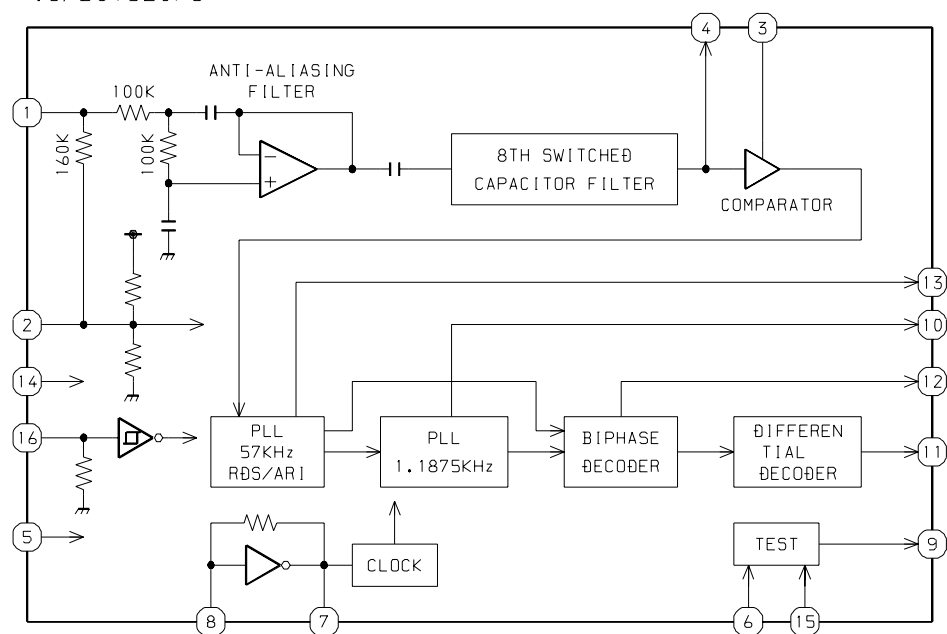 4
3
ANTI-ALIASING
FILTER
100K
1
160K
100K
8TH SWITCHED
CAPACITOR FILTER
COMPARATOR
13
2
10
14
12
16
PLL
57KHz
RDS/ARI
PLL
1.1875KHz
BIPHASE
DECODER
DIFFEREN
TIAL
DECODER
11
5
CLOCK
TEST
9
8
7
6
15